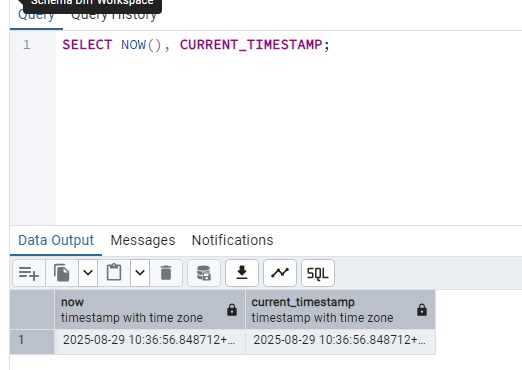 Schema Diff Workspace
Query Query History
1 SELECT NOW(), CURRENT_TIMESTAMP;
Data Output Messages Notifications
SQL
now current_timestamp
timestamp with time zone timestamp with time zone
1 2025-08-29 10:36:56.848712+... 2025-08-29 10:36:56.848712+...